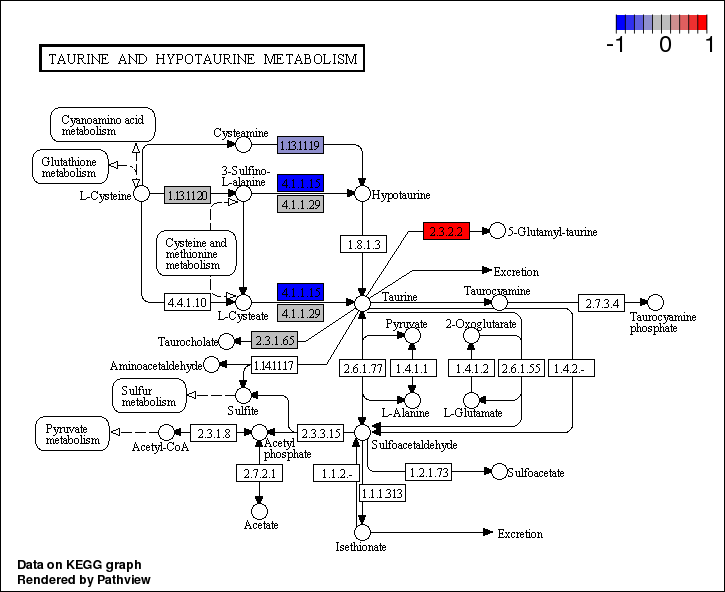 -1 0 1
TAURINE AND HYPOTAURINE METABOLISM
Cyanoamino acid
metabolism
Cysteamine
1.13.11.19
Glutathione
metabolism
3-Sulfino-
L-alanine
4.1.1.15
L-Cysteine
1.13.11.20
Hypotaurine
4.1.1.29
2.3.2.2
5-Glutamyl-taurine
Cysteine and
methionine
metabolism
1.8.1.3
Excretion
4.4.1.10
L-Cysteate
4.1.1.15
Taurine
Taurocyamine
2.7.3.4
Taurocyamine
phosphate
4.1.1.29
Pyruvate
2-Oxoglutarate
Taurocholate
2.3.1.65
Aminoacetaldehyde
1.14.11.17
2.6.1.77
1.4.1.1
1.4.1.2
2.6.1.55
1.4.2.-
Sulfur
metabolism
Sulfite
L-Alanine
L-Glutamate
Pyruvate
metabolism
Acetyl-CoA
2.3.1.8
Acetyl
phosphate
2.3.3.15
Sulfoacetaldehyde
2.7.2.1
1.1.2.-
1.2.1.73
Sulfoacetate
1.1.1.313
Acetate
Isethionate
Excretion
Data on KEGG graph
Rendered by Pathview